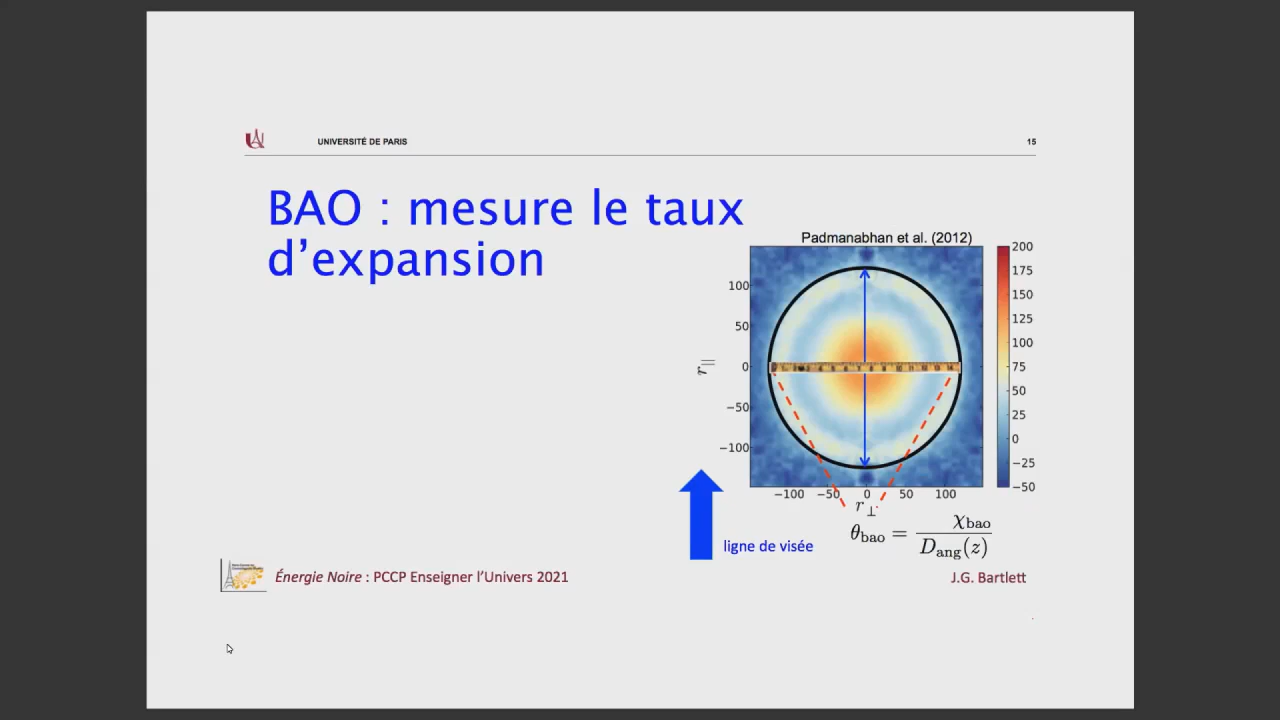 UNIVERSITÉ DE PARIS
15
BAO : mesure le taux
d’expansion
Padmanabhan et al. (2012)
200
175
150
125
100
75
50
25
0
−25
−50
100
50
0
−50
−100
r||
−100 −50 0 50 100
r⊥
θbao = χbao / Dang(z)
ligne de visée
Énergie Noire : PCCP Enseigner l’Univers 2021
J.G. Bartlett